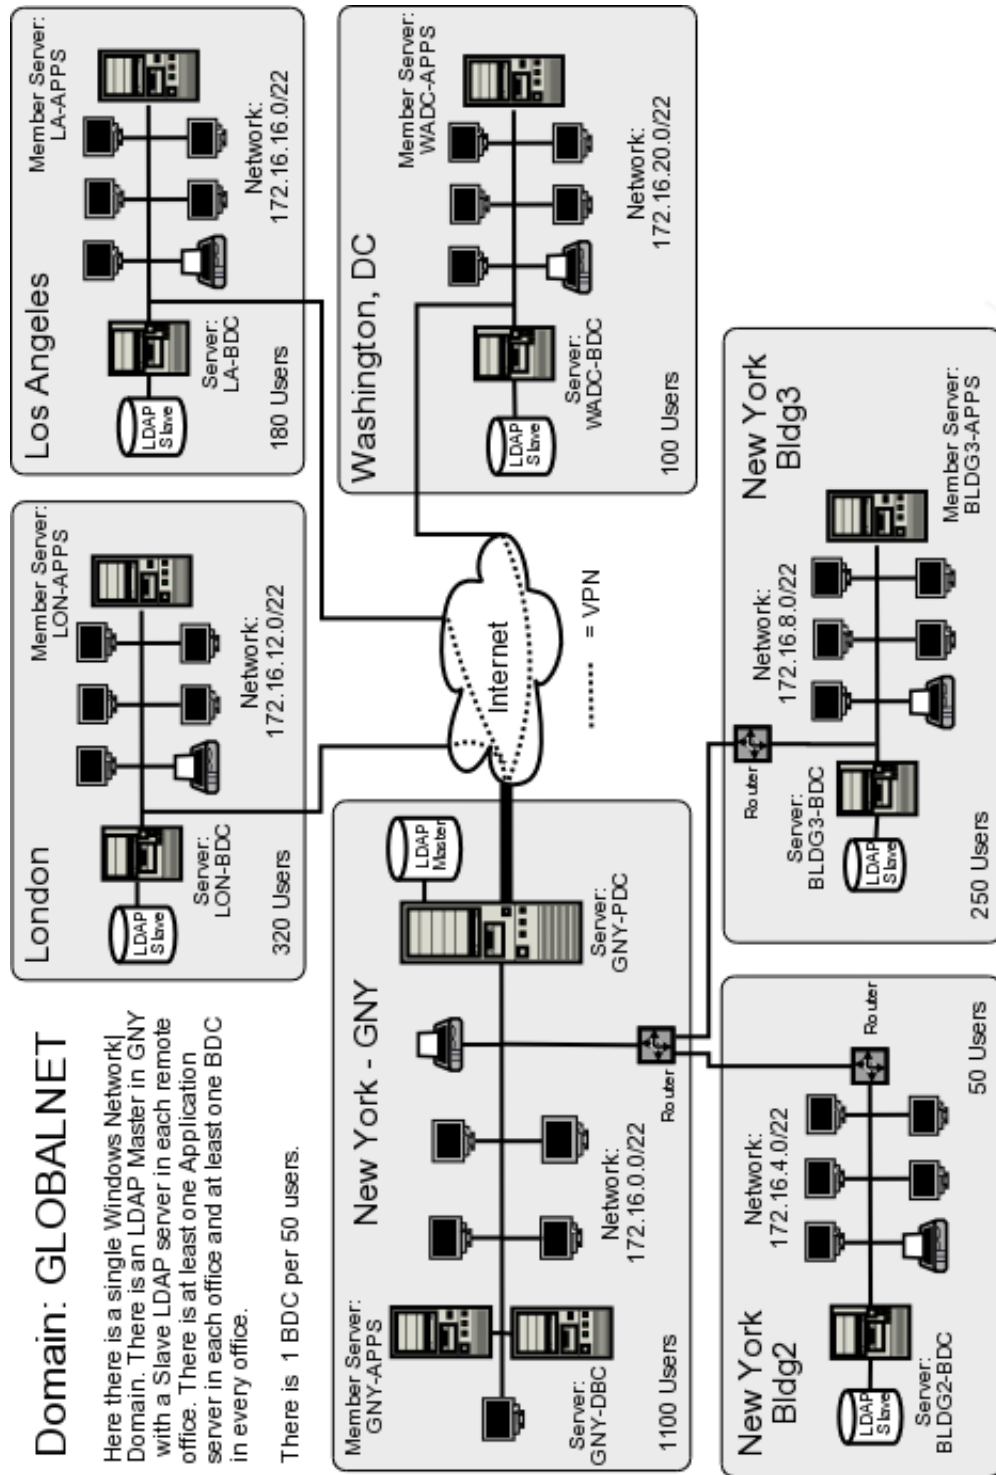 Domain: GLOBALNET
Here there is a single Windows Network|
Domain. There is an LDAP Master in GNY
with a Slave LDAP server in each remote
office. There is at least one Application
server in each office and at least one BDC
in every office.
There is 1 BDC per 50 users.
London
Member Server:
LON-APPS
LDAP
Slave
Server:
LON-BDC
Network:
172.16.12.0/22
320 Users
Los Angeles
Member Server:
LA-APPS
LDAP
Slave
Server:
LA-BDC
Network:
172.16.16.0/22
180 Users
New York - GNY
Member Server:
GNY-APPS
Server:
GNY-DBC
Network:
172.16.0.0/22
LDAP
Master
Server:
GNY-PDC
Router
1100 Users
Internet
= VPN
Washington, DC
Member Server:
WADC-APPS
LDAP
Slave
Server:
WADC-BDC
Network:
172.16.20.0/22
100 Users
New York
Bldg2
LDAP
Slave
Server:
BLDG2-BDC
Network:
172.16.4.0/22
Router
50 Users
New York
Bldg3
Router
Network:
172.16.8.0/22
LDAP
Slave
Server:
BLDG3-BDC
Member Server:
BLDG3-APPS
250 Users